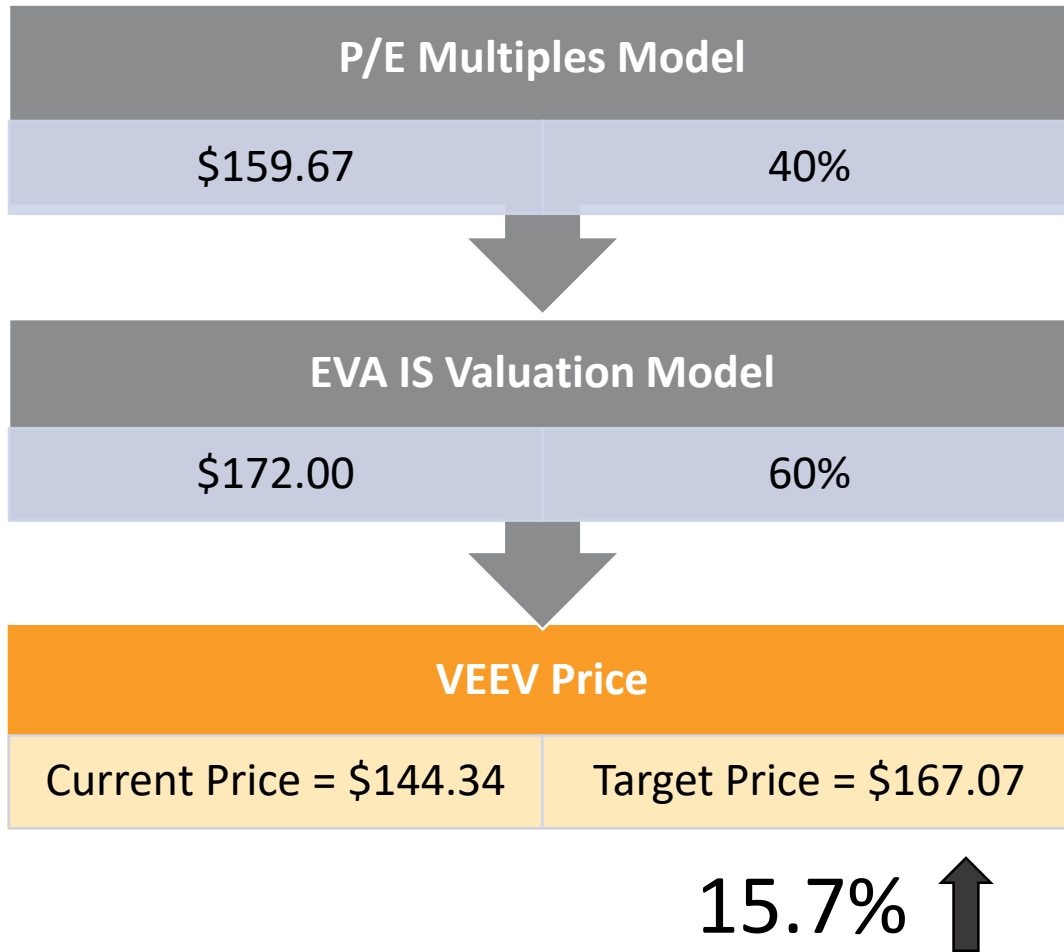 P/E Multiples Model
$159.67 40%
EVA IS Valuation Model
$172.00 60%
VEEV Price
Current Price = $144.34 Target Price = $167.07
15.7%